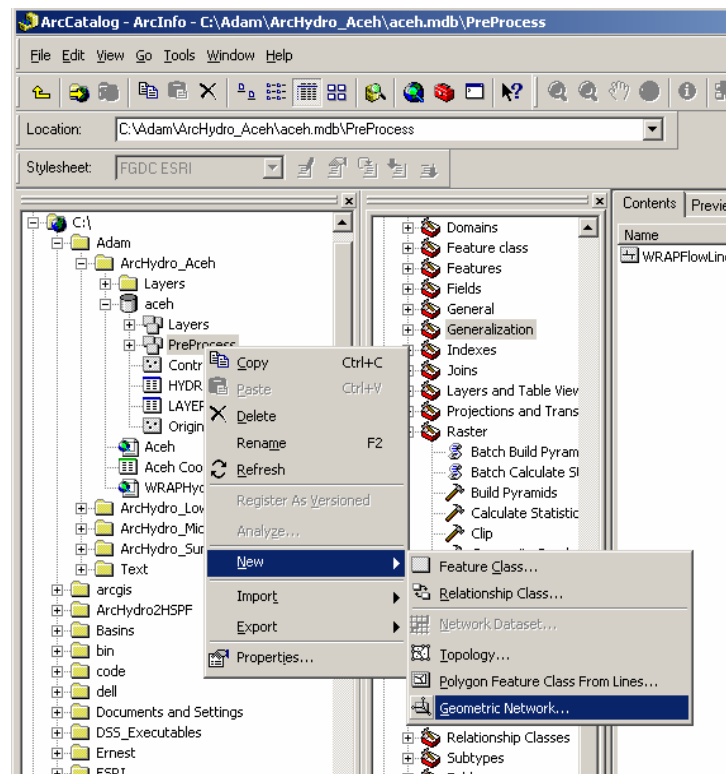 ArcCatalog - ArcInfo - C:\Adam\ArcHydro_Aceh\aceh.mdb\PreProcess
File Edit View Go Tools Window Help
Location: C:\Adam\ArcHydro_Aceh\aceh.mdb\PreProcess
Stylesheet: FGDC ESRI
C:\
Adam
ArcHydro_Aceh
Layers
aceh
Layers
PreProcess
Contr
HYDR
LAYER
Origin
Aceh
Aceh Coo
WRAPHyd
ArcHydro_Low
ArcHydro_Mic
ArcHydro_Sur
Text
arcgis
ArcHydro2HSPF
Basins
bin
code
dell
Documents and Settings
DSS_Executables
Ernest
ESRI
Domains
Feature class
Features
Fields
General
Generalization
Indexes
Joins
Layers and Table View
Projections and Trans
Raster
Batch Build Pyram
Batch Calculate St
Build Pyramids
Calculate Statistic
Clip
Relationship Classes
Subtypes
Contents Previe
Name
WRAPFlowLin
Copy Ctrl+C
Paste Ctrl+V
Delete
Rename F2
Refresh
Register As Versioned
Analyze...
New
Import
Export
Properties...
Feature Class...
Relationship Class...
Network Dataset...
Topology...
Polygon Feature Class From Lines...
Geometric Network...